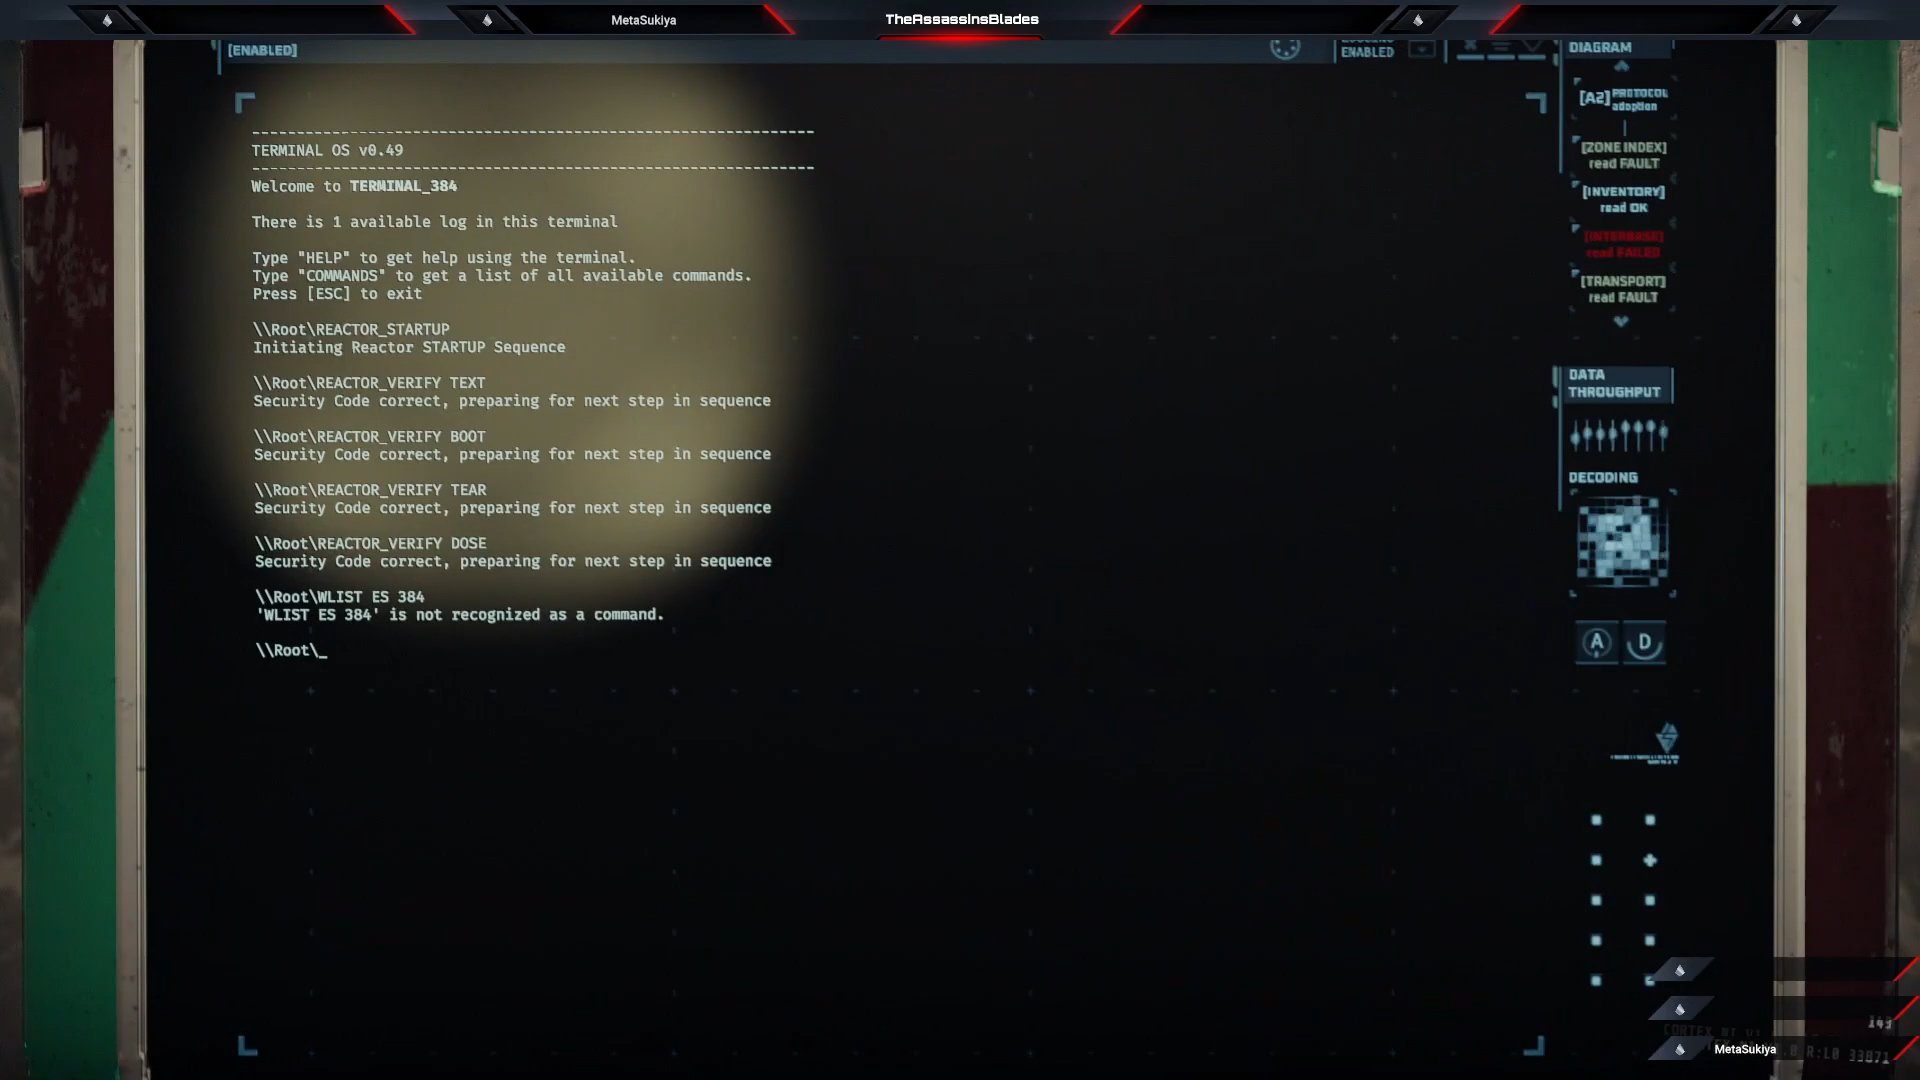 MetaSukiya
TheAssassinsBlades
[ENABLED]
ENABLED
DIAGRAM
[A2] PROTOCOL
adoption
[ZONE INDEX]
read FAULT
[INVENTORY]
read OK
[INTERBASE]
read FAILED
[TRANSPORT]
read FAULT
DATA
THROUGHPUT
DECODING
A D
--------------------------------------------------------------
TERMINAL OS v0.49
--------------------------------------------------------------
Welcome to TERMINAL_384
There is 1 available log in this terminal
Type "HELP" to get help using the terminal.
Type "COMMANDS" to get a list of all available commands.
Press [ESC] to exit
\\Root\REACTOR_STARTUP
Initiating Reactor STARTUP Sequence
\\Root\REACTOR_VERIFY TEXT
Security Code correct, preparing for next step in sequence
\\Root\REACTOR_VERIFY BOOT
Security Code correct, preparing for next step in sequence
\\Root\REACTOR_VERIFY TEAR
Security Code correct, preparing for next step in sequence
\\Root\REACTOR_VERIFY DOSE
Security Code correct, preparing for next step in sequence
\\Root\WLIST ES 384
'WLIST ES 384' is not recognized as a command.
\\Root\_
143
MetaSukiya
R:L0 33871